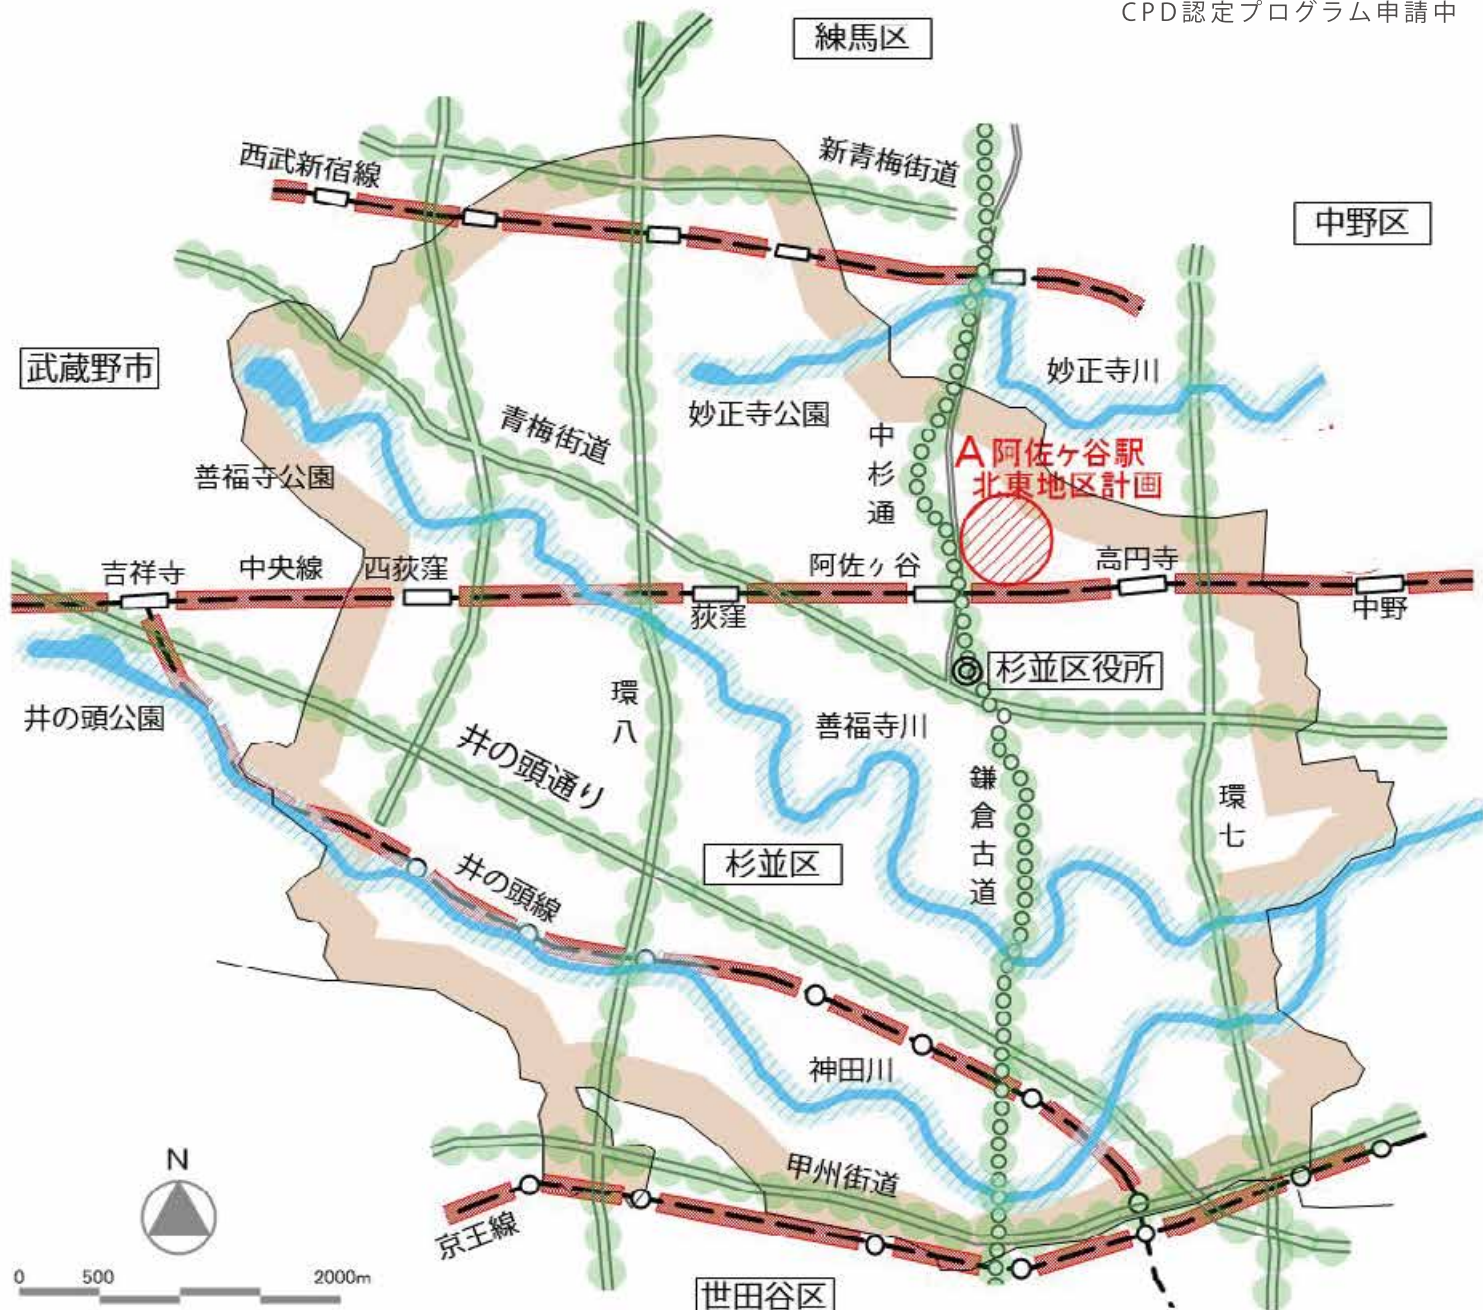 CPD認定プログラム申請中
練馬区
新青梅街道
西武新宿線
中野区
武蔵野市
妙正寺川
妙正寺公園
青梅街道
中杉通
A 阿佐ヶ谷駅
北東地区計画
善福寺公園
吉祥寺
中央線
西荻窪
阿佐ヶ谷
高円寺
荻窪
中野
杉並区役所
井の頭公園
環八
善福寺川
井の頭通り
鎌倉古道
環七
杉並区
井の頭線
神田川
甲州街道
N
京王線
0 500 2000m
世田谷区